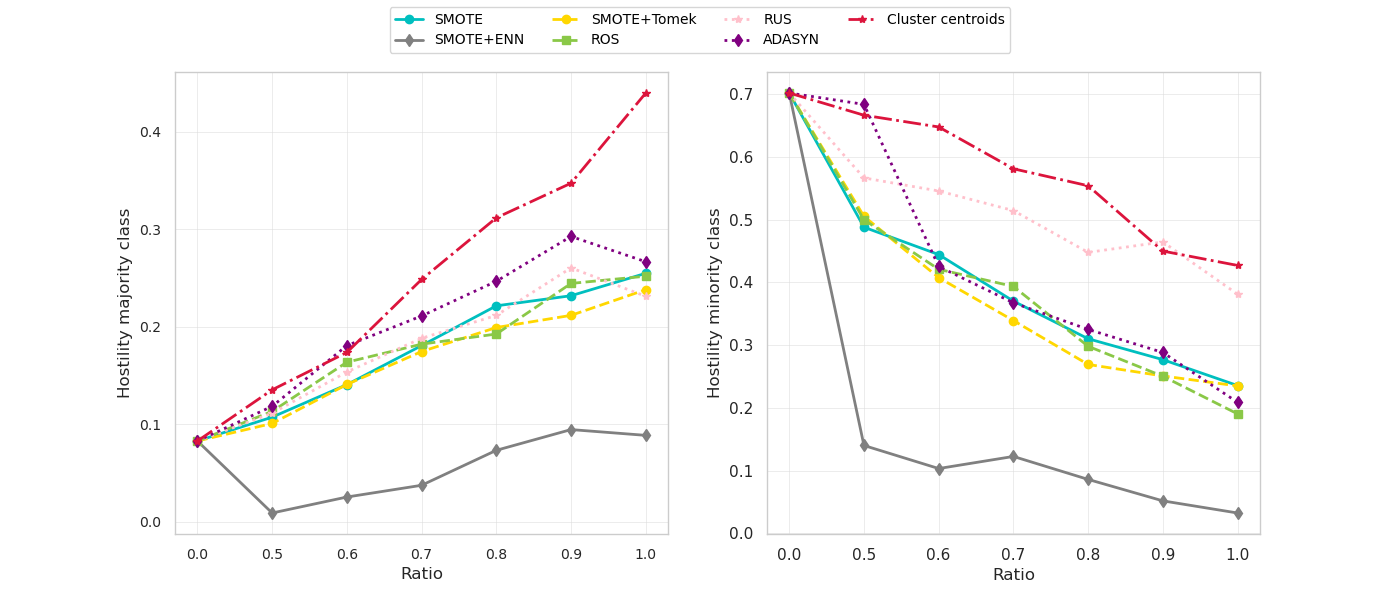 SMOTE SMOTE+Tomek RUS Cluster centroids
SMOTE+ENN ROS ADASYN
Hostility majority class
0.4
0.3
0.2
0.1
0.0
0.0 0.5 0.6 0.7 0.8 0.9 1.0
Ratio
Hostility minority class
0.7
0.6
0.5
0.4
0.3
0.2
0.1
0.0
0.0 0.5 0.6 0.7 0.8 0.9 1.0
Ratio